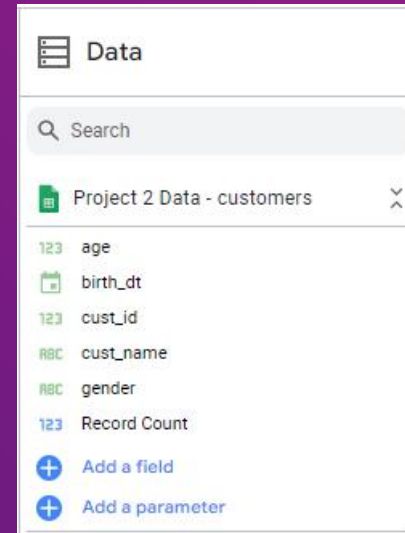 Data
Search
Project 2 Data - customers
123 age
birth_dt
123 cust_id
RBC cust_name
RBC gender
123 Record Count
Add a field
Add a parameter